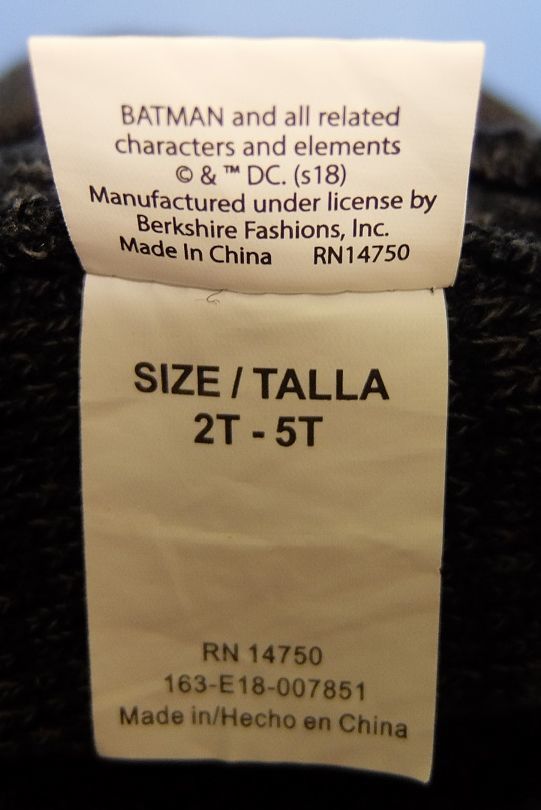 BATMAN and all related
characters and elements
© & ™ DC. (s18)
Manufactured under license by
Berkshire Fashions, Inc.
Made In China RN14750
SIZE / TALLA
2T - 5T
RN 14750
163-E18-007851
Made in/Hecho en China